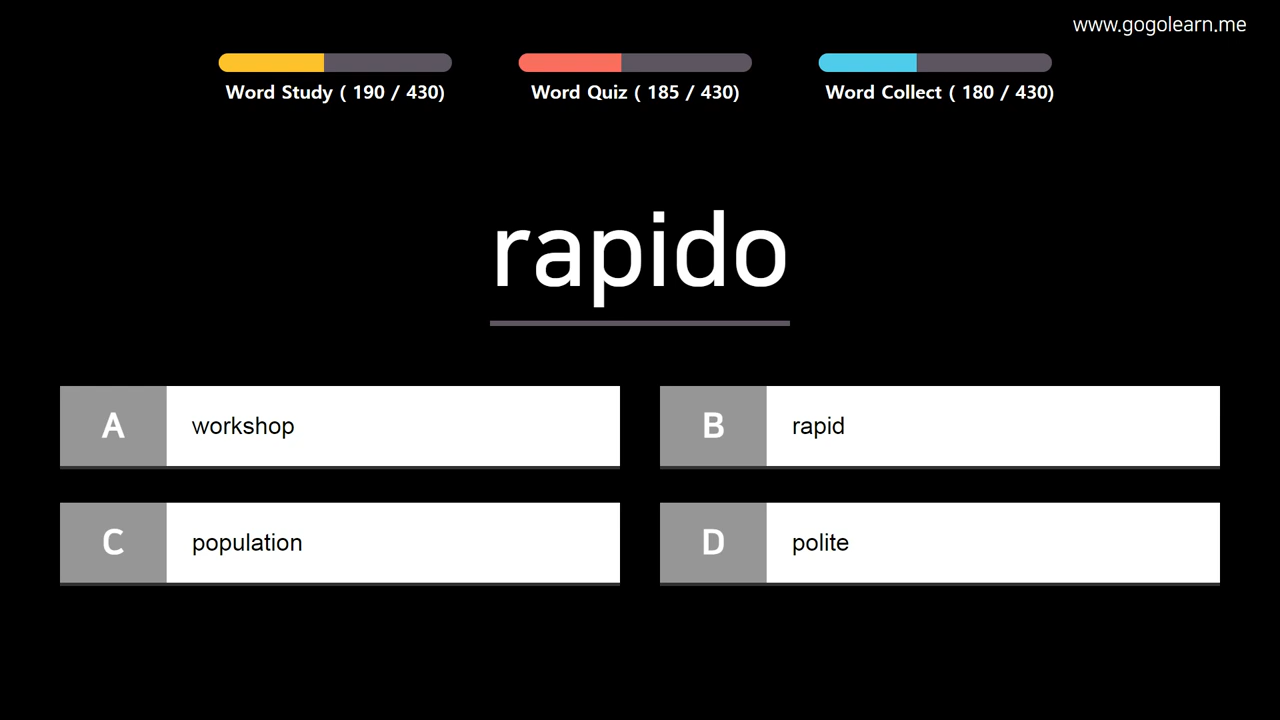 www.gogolearn.me
Word Study ( 190 / 430)
Word Quiz ( 185 / 430)
Word Collect ( 180 / 430)
rapido
A workshop
B rapid
C population
D polite